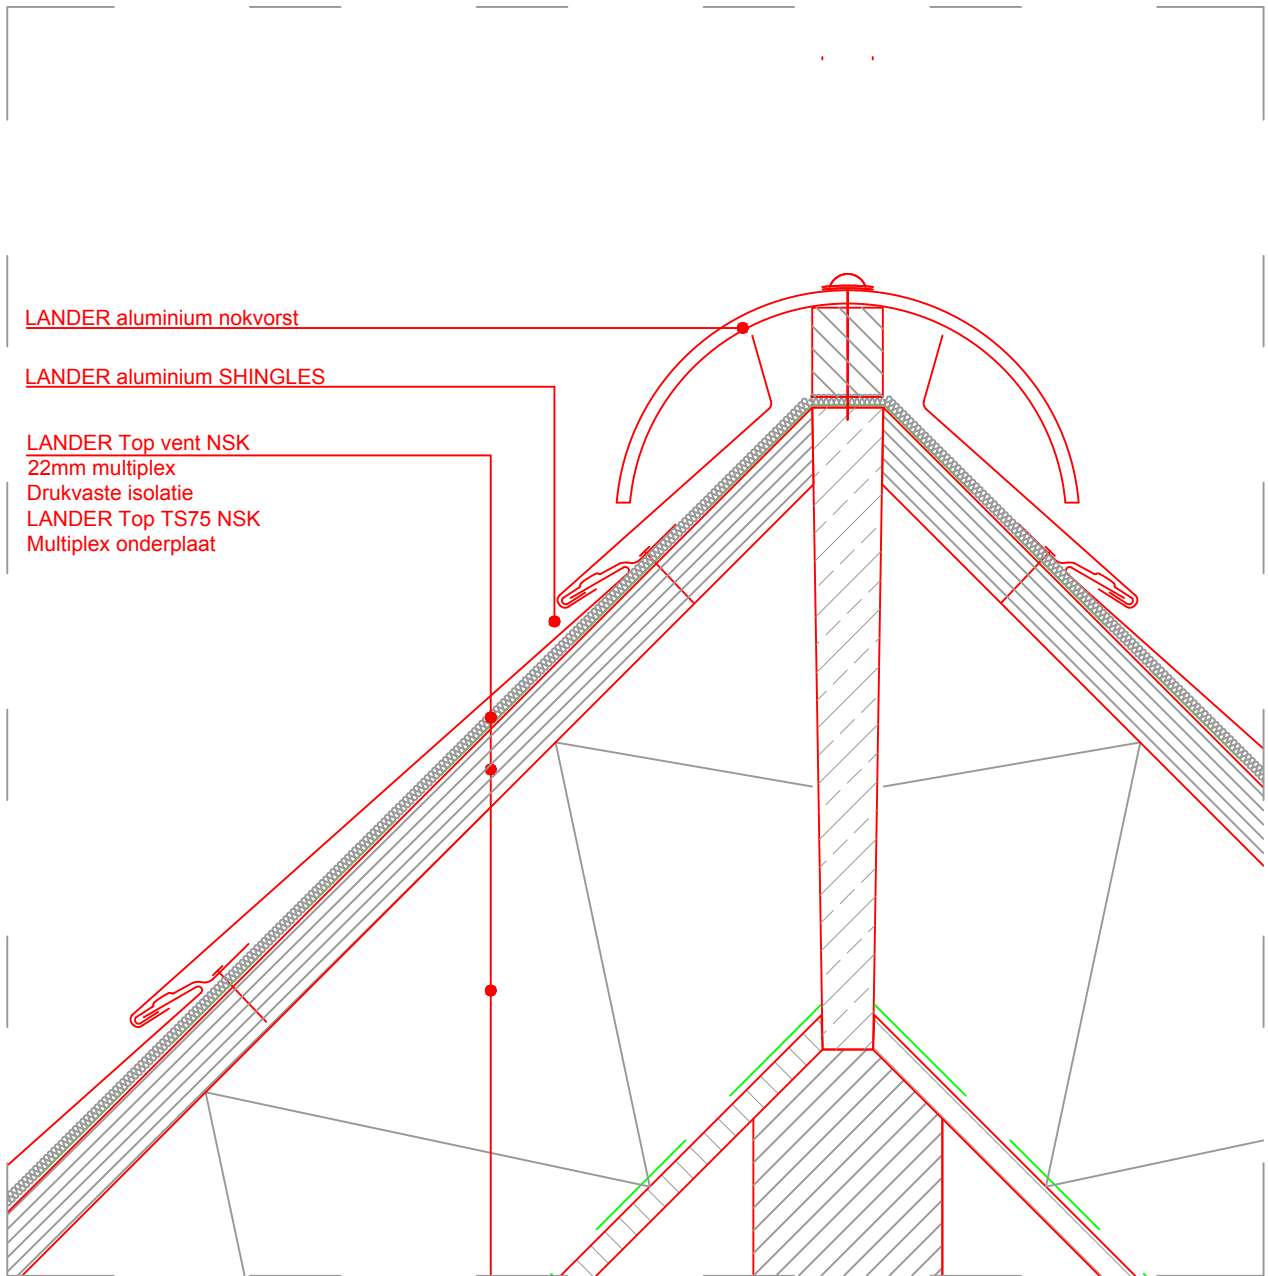 LANDER aluminium nokvorst
LANDER aluminium SHINGLES
LANDER Top vent NSK
22mm multiplex
Drukvaste isolatie
LANDER Top TS75 NSK
Multiplex onderplaat